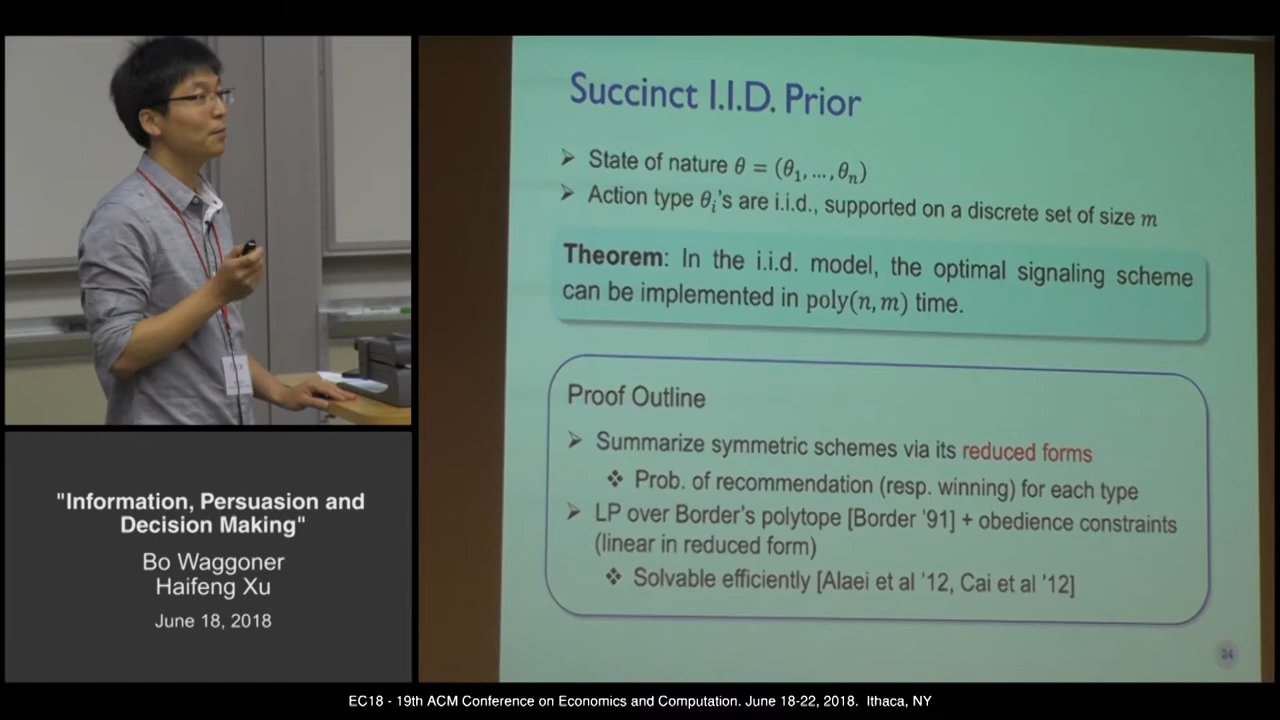 Succinct I.I.D. Prior
➢ State of nature θ = (θ₁, … , θₙ)
➢ Action type θᵢ's are i.i.d., supported on a discrete set of size m
Theorem: In the i.i.d. model, the optimal signaling scheme
can be implemented in poly(n, m) time.
Proof Outline
➢ Summarize symmetric schemes via its reduced forms
❖ Prob. of recommendation (resp. winning) for each type
➢ LP over Border's polytope [Border '91] + obedience constraints
(linear in reduced form)
❖ Solvable efficiently [Alaei et al '12, Cai et al '12]
24
"Information, Persuasion and
Decision Making"
Bo Waggoner
Haifeng Xu
June 18, 2018
EC18 - 19th ACM Conference on Economics and Computation. June 18-22, 2018. Ithaca, NY